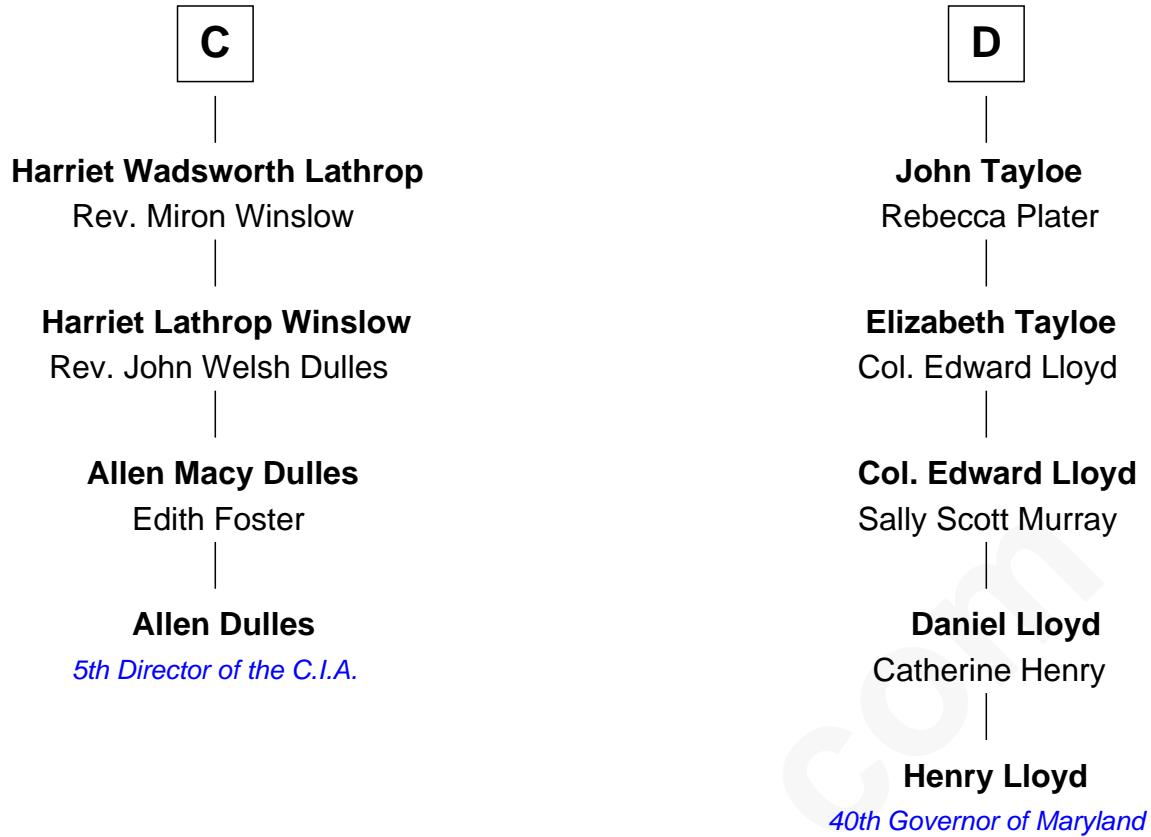 C
Harriet Wadsworth Lathrop
Rev. Miron Winslow
Harriet Lathrop Winslow
Rev. John Welsh Dulles
Allen Macy Dulles
Edith Foster
Allen Dulles
5th Director of the C.I.A.
D
John Tayloe
Rebecca Plater
Elizabeth Tayloe
Col. Edward Lloyd
Col. Edward Lloyd
Sally Scott Murray
Daniel Lloyd
Catherine Henry
Henry Lloyd
40th Governor of Maryland
com